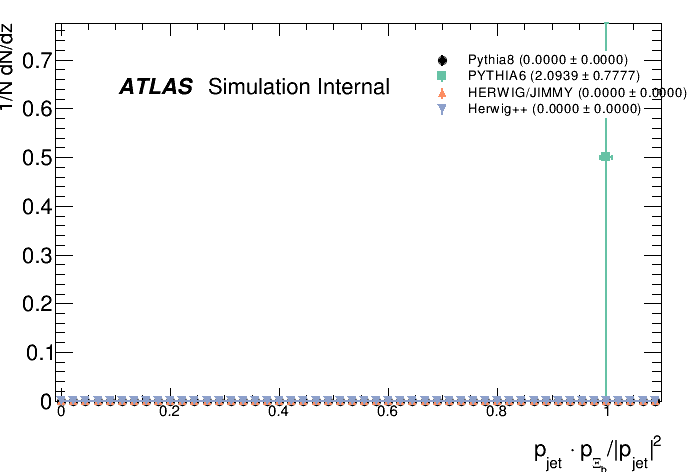 1/N dN/dz
ATLAS Simulation Internal
Pythia8 (0.0000 ± 0.0000)
PYTHIA6 (2.0939 ± 0.7777)
HERWIG/JIMMY (0.0000 ± 0.0000)
Herwig++ (0.0000 ± 0.0000)
0.7
0.6
0.5
0.4
0.3
0.2
0.1
0
0 0.2 0.4 0.6 0.8 1
p_jet · p_Ξ_b/|p_jet|²